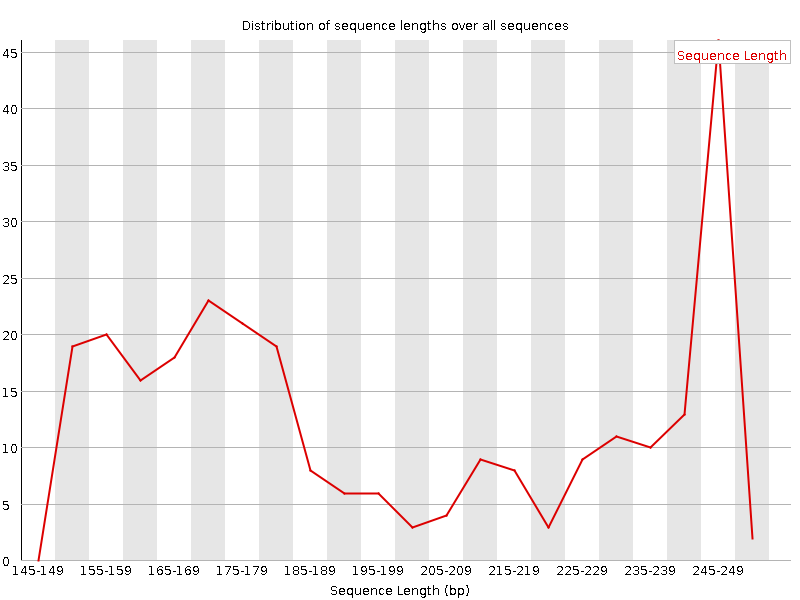 Distribution of sequence lengths over all sequences
Sequence Length
45
40
35
30
25
20
15
10
5
0
145-149 155-159 165-169 175-179 185-189 195-199 205-209 215-219 225-229 235-239 245-249
Sequence Length (bp)